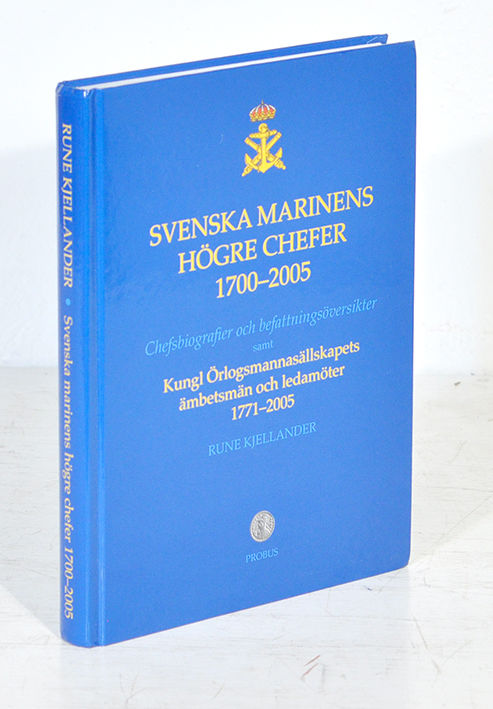 RUNE KJELLANDER • Svenska marinens högre chefer 1700–2005
SVENSKA MARINENS
HÖGRE CHEFER
1700–2005
Chefsbiografier och befattningsöversikter
samt
Kungl Örlogsmannasällskapets
ämbetsmän och ledamöter
1771–2005
RUNE KJELLANDER
PROBUS